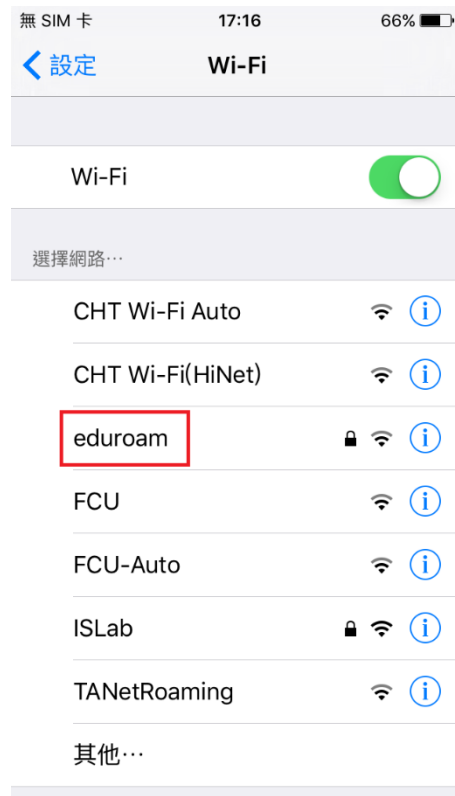 無 SIM 卡 17:16 66%
設定 Wi-Fi
Wi-Fi
選擇網路⋯
CHT Wi-Fi Auto
CHT Wi-Fi(HiNet)
eduroam
FCU
FCU-Auto
ISLab
TANetRoaming
其他⋯